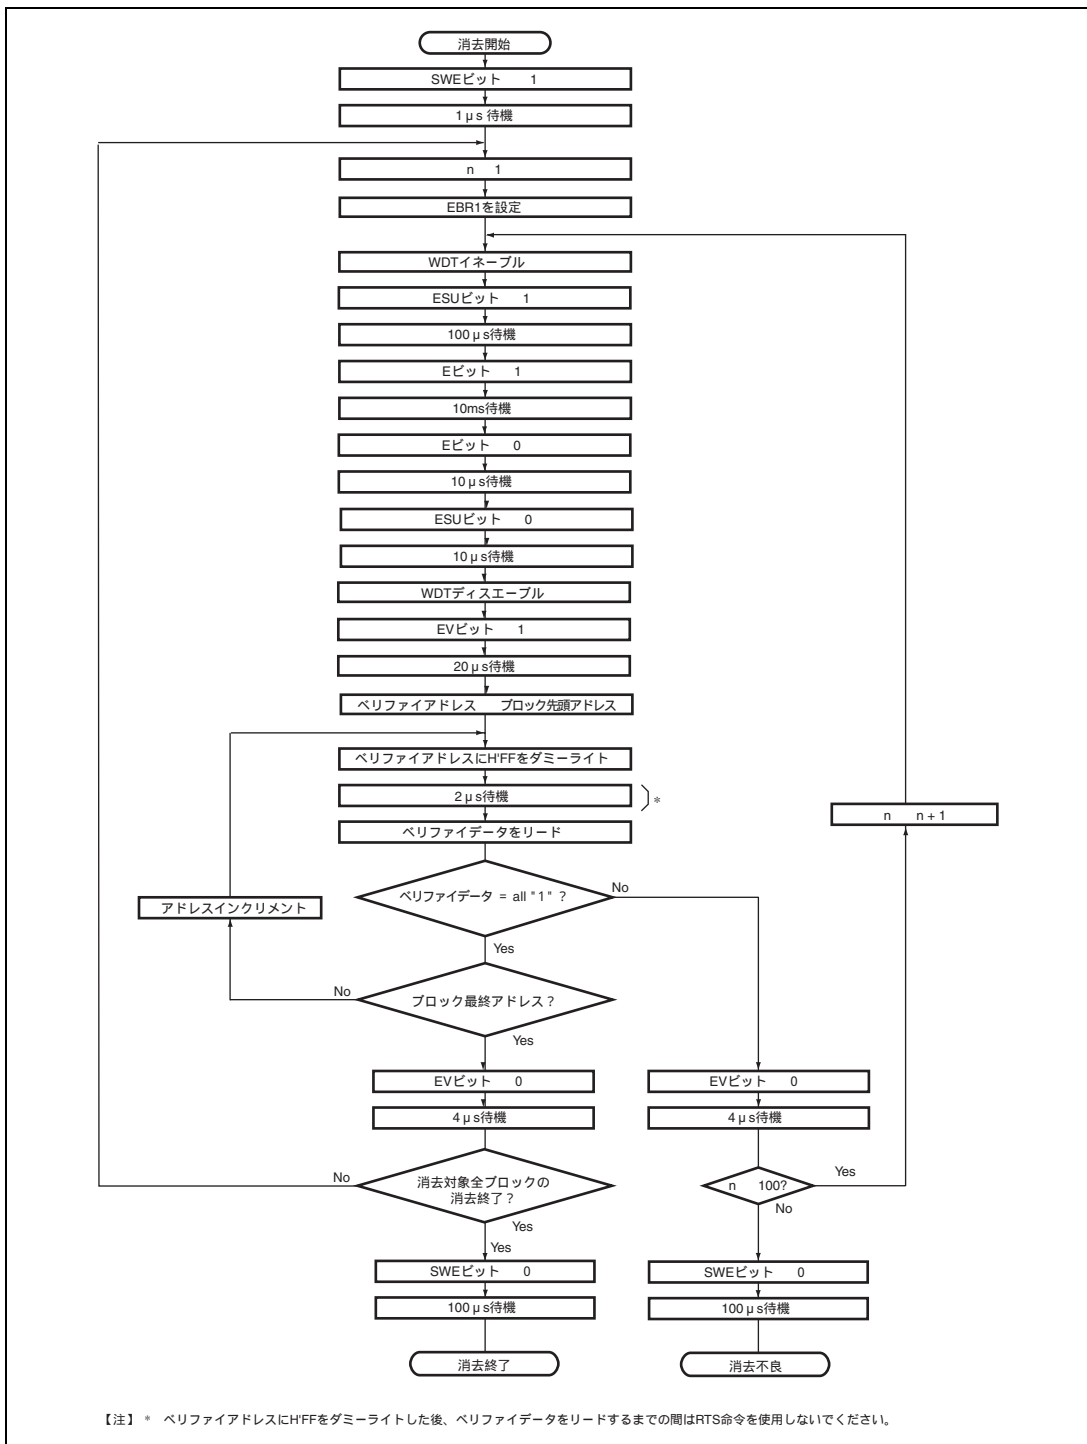 消去開始
SWEビット 1
1μs 待機
n 1
EBR1を設定
WDTイネーブル
ESUビット 1
100μs待機
Eビット 1
10ms待機
Eビット 0
10μs待機
ESUビット 0
10μs待機
WDTディスエーブル
EVビット 1
20μs待機
ベリファイアドレス ブロック先頭アドレス
ベリファイアドレスにH'FFをダミーライト
2μs待機
*
n n + 1
ベリファイデータをリード
ベリファイデータ = all "1" ?
No
アドレスインクリメント
Yes
ブロック最終アドレス?
No
Yes
EVビット 0
4μs待機
消去対象全ブロックの
消去終了?
No
Yes
Yes
SWEビット 0
100μs待機
消去終了
EVビット 0
4μs待機
n 100?
Yes
No
SWEビット 0
100μs待機
消去不良
【注】 * ベリファイアドレスにH'FFをダミーライトした後、ベリファイデータをリードするまでの間はRTS命令を使用しないでください。